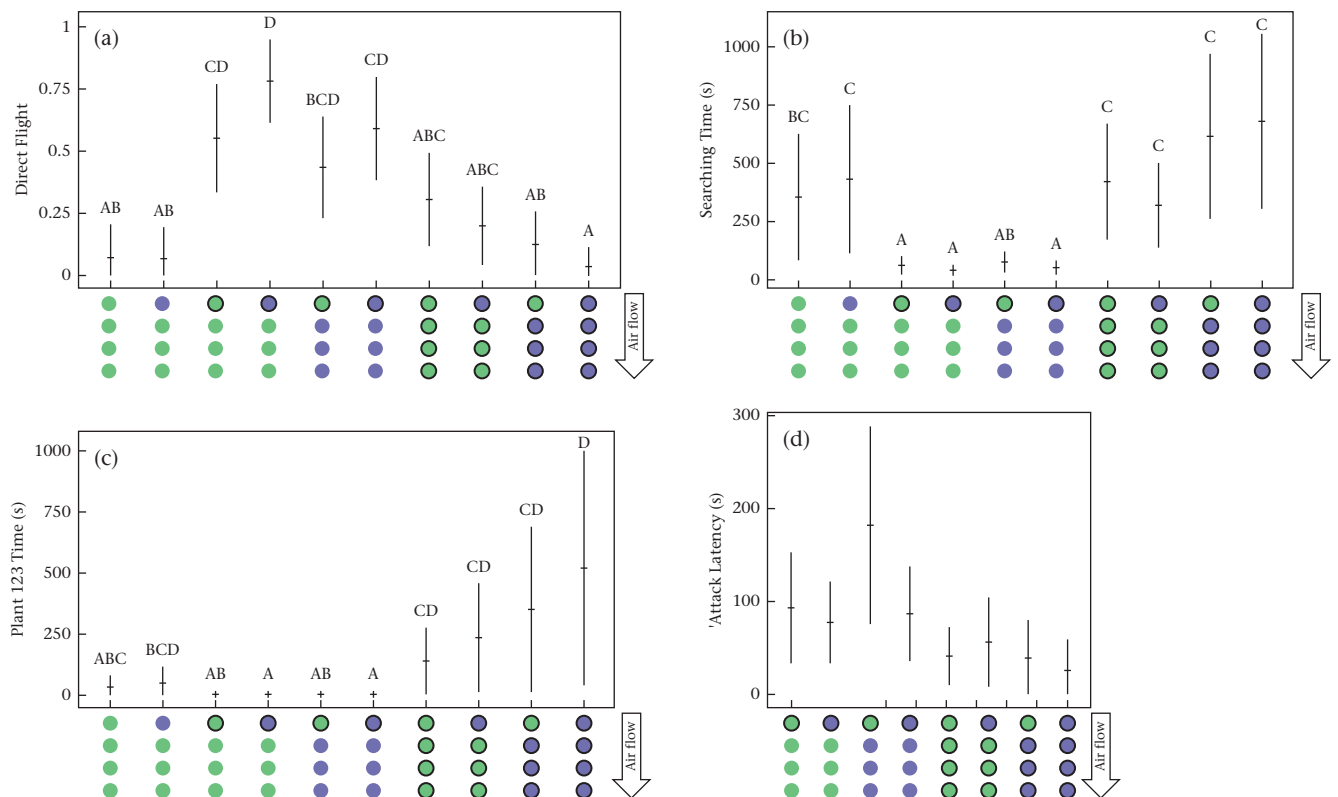 (a)
Direct Flight
1
0.75
0.5
0.25
0
AB AB CD D BCD CD ABC ABC AB A
Air flow
(b)
Searching Time (s)
1000
750
500
250
0
BC C A A AB A C C C C
Air flow
(c)
Plant 123 Time (s)
1000
750
500
250
0
ABC BCD AB A AB A CD CD CD D
Air flow
(d)
'Attack Latency (s)
300
200
100
0
Air flow